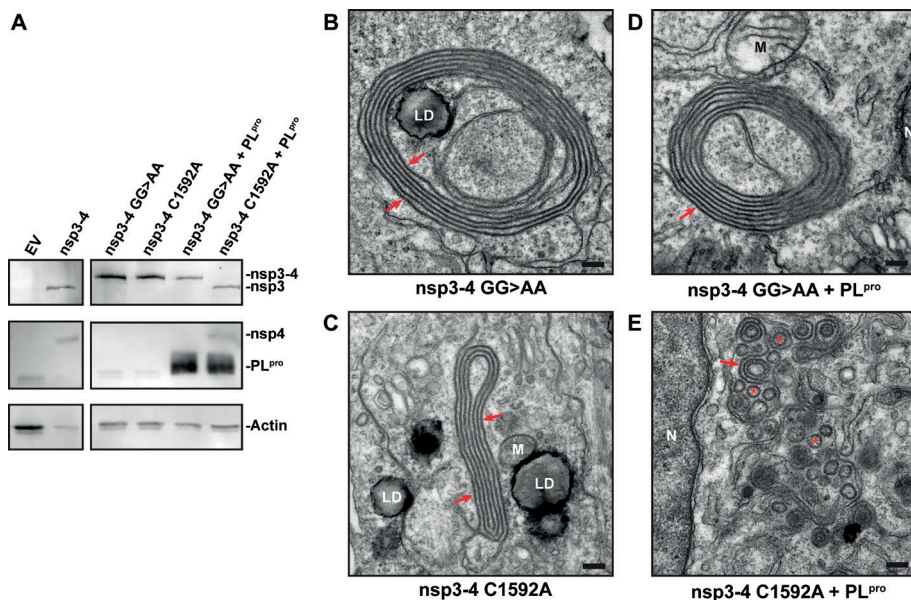 A
EV
nsp3-4
nsp3-4 GG>AA
nsp3-4 C1592A
nsp3-4 GG>AA + PLpro
nsp3-4 C1592A + PLpro
-nsp3-4
-nsp3
-nsp4
-PLpro
-Actin
B
LD
nsp3-4 GG>AA
C
M
LD
LD
nsp3-4 C1592A
D
M
N
nsp3-4 GG>AA + PLpro
E
*
*
*
N
nsp3-4 C1592A + PLpro